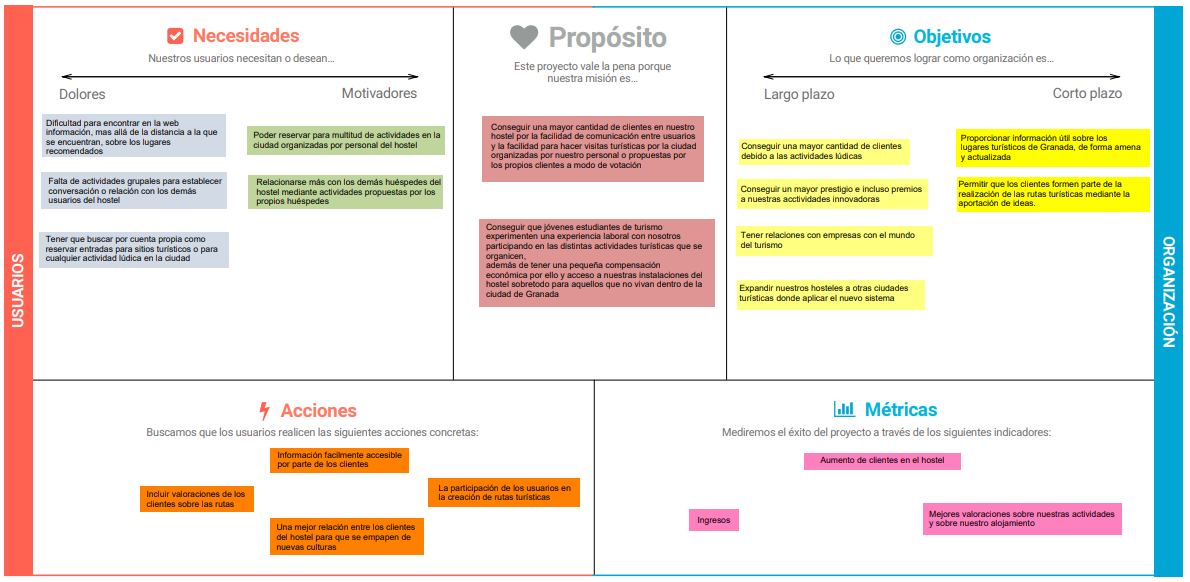 USUARIOS
Necesidades
Nuestros usuarios necesitan o desean...
Dolores
Motivadores
Dificultad para encontrar en la web
información, mas allá de la distancia a la que
se encuentran, sobre los lugares
recomendados
Falta de actividades grupales para establecer
conversación o relación con los demás
usuarios del hostel
Tener que buscar por cuenta propia como
reservar entradas para sitios turísticos o para
cualquier actividad lúdica en la ciudad
Poder reservar para multitud de actividades en la
ciudad organizadas por personal del hostel
Relacionarse más con los demás huéspedes del
hostel mediante actividades propuestas por los
propios huéspedes
Propósito
Este proyecto vale la pena porque
nuestra misión es...
Conseguir una mayor cantidad de clientes en nuestro
hostel por la facilidad de comunicación entre usuarios
y la facilidad para hacer visitas turísticas por la ciudad
organizadas por nuestro personal o propuestas por
los propios clientes a modo de votación
Conseguir que jóvenes estudiantes de turismo
experimenten una experiencia laboral con nosotros
participando en las distintas actividades turísticas que se
organicen,
además de tener una pequeña compensación
económica por ello y acceso a nuestras instalaciones del
hostel sobretodo para aquellos que no vivan dentro de la
ciudad de Granada
Objetivos
Lo que queremos lograr como organización es...
Largo plazo
Corto plazo
Conseguir una mayor cantidad de clientes
debido a las actividades lúdicas
Conseguir un mayor prestigio e incluso premios
a nuestras acctividades innovadoras
Tener relaciones con empresas con el mundo
del turismo
Expandir nuestros hosteles a otras ciudades
turísticas donde aplicar el nuevo sistema
Proporcionar información útil sobre los
lugares turísticos de Granada, de forma amena
y actualizada
Permitir que los clientes formen parte de la
realización de las rutas turísticas mediante la
aportación de ideas.
ORGANIZACIÓN
Acciones
Buscamos que los usuarios realicen las siguientes acciones concretas:
Información facilmente accesible
por parte de los clientes
Incluir valoraciones de los
clientes sobre las rutas
La participación de los usuarios en
la creación de rutas turísticas
Una mejor relación entre los clientes
del hostel para que se empapen de
nuevas culturas
Métricas
Mediremos el éxito del proyecto a través de los siguientes indicadores:
Aumento de clientes en el hostel
Ingresos
Mejores valoraciones sobre nuestras actividades
y sobre nuestro alojamiento